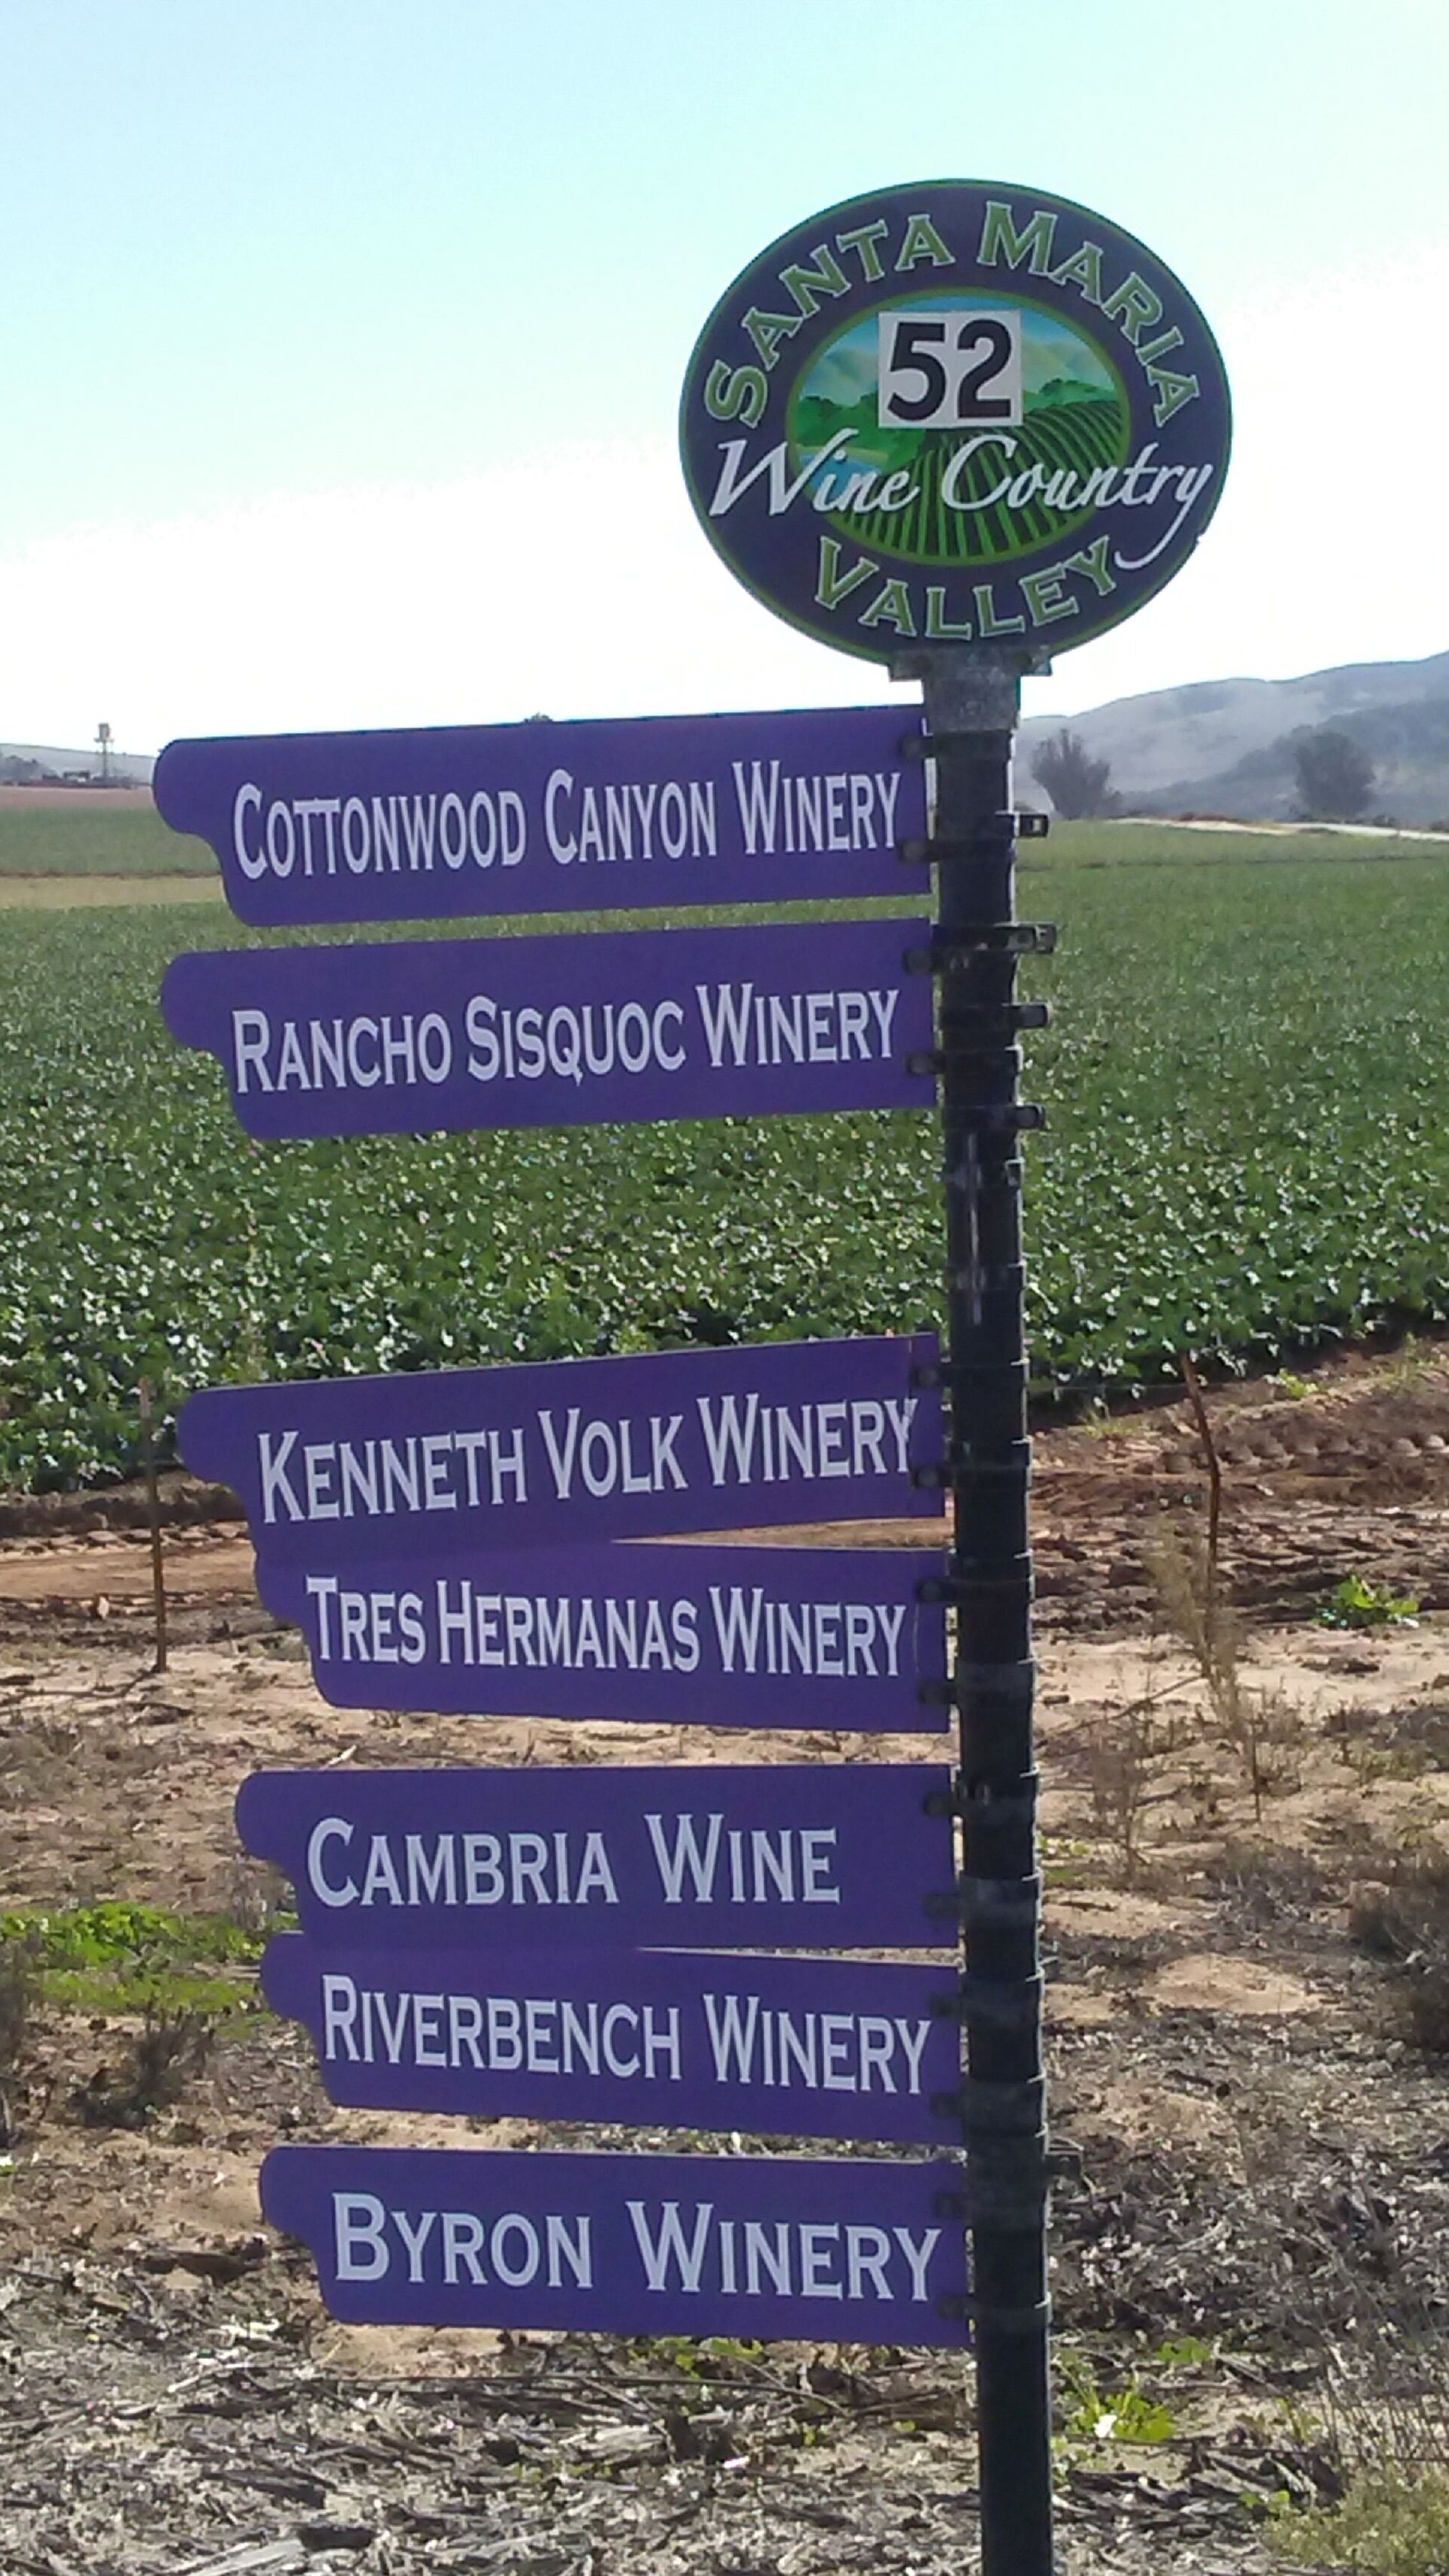 SANTA MARIA
52
Wine Country
VALLEY
COTTONWOOD CANYON WINERY
RANCHO SISQUOC WINERY
KENNETH VOLK WINERY
TRES HERMANAS WINERY
CAMBRIA WINE
RIVERBENCH WINERY
BYRON WINERY